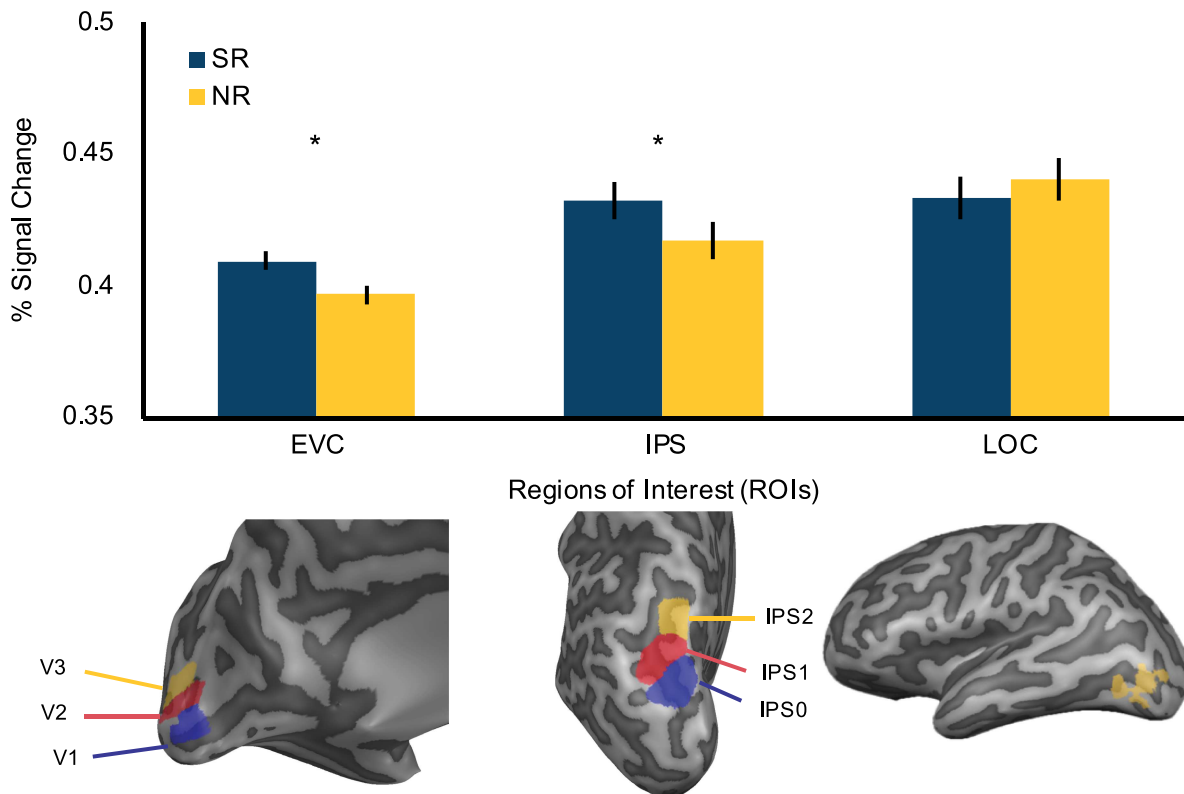 0.5
SR
NR
*
*
0.45
% Signal Change
0.4
0.35
EVC
IPS
LOC
Regions of Interest (ROIs)
V3
V2
V1
IPS2
IPS1
IPS0